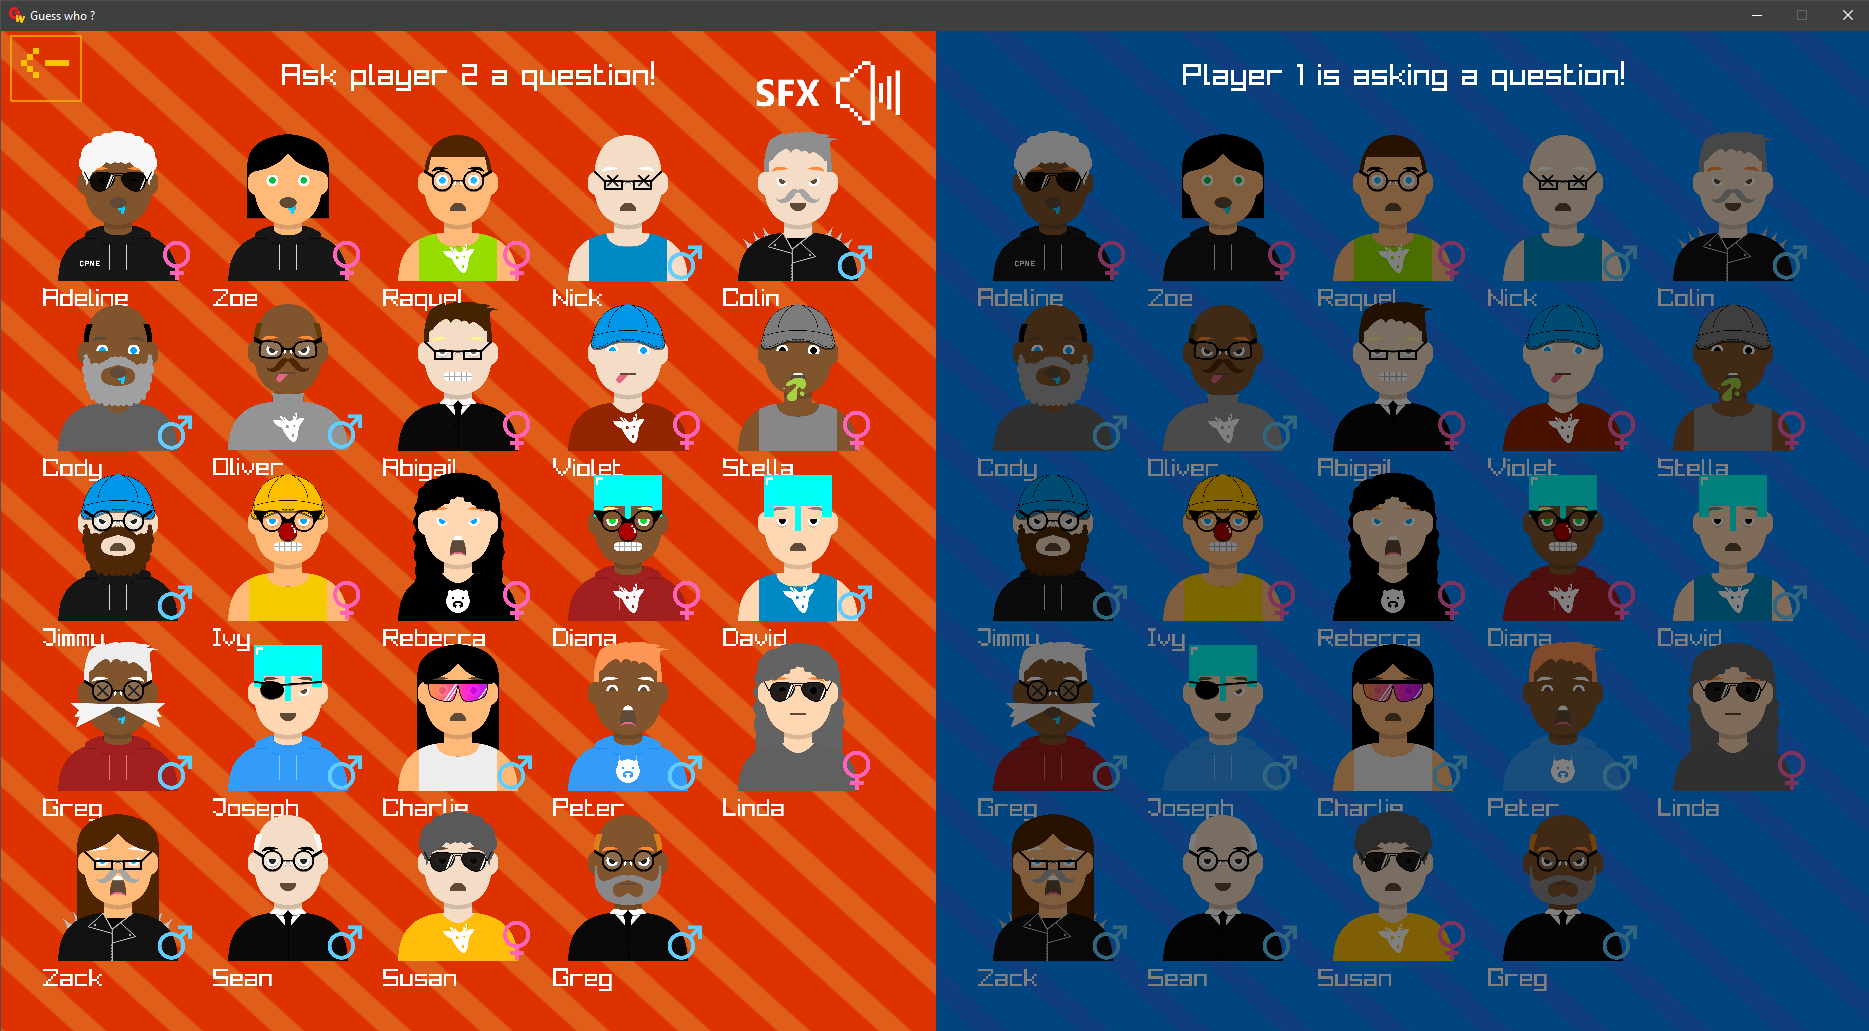 Guess who ?
Ask player 2 a question!
SFX
Player 1 is asking a question!
CPNE
Adeline Zoe Raquel Nick Colin
Cody Oliver Abigail Violet Stella
Jimmy Ivy Rebecca Diana David
Greg Joseph Charlie Peter Linda
Zack Sean Susan Greg
CPNE
Adeline Zoe Raquel Nick Colin
Cody Oliver Abigail Violet Stella
Jimmy Ivy Rebecca Diana David
Greg Joseph Charlie Peter Linda
Zack Sean Susan Greg